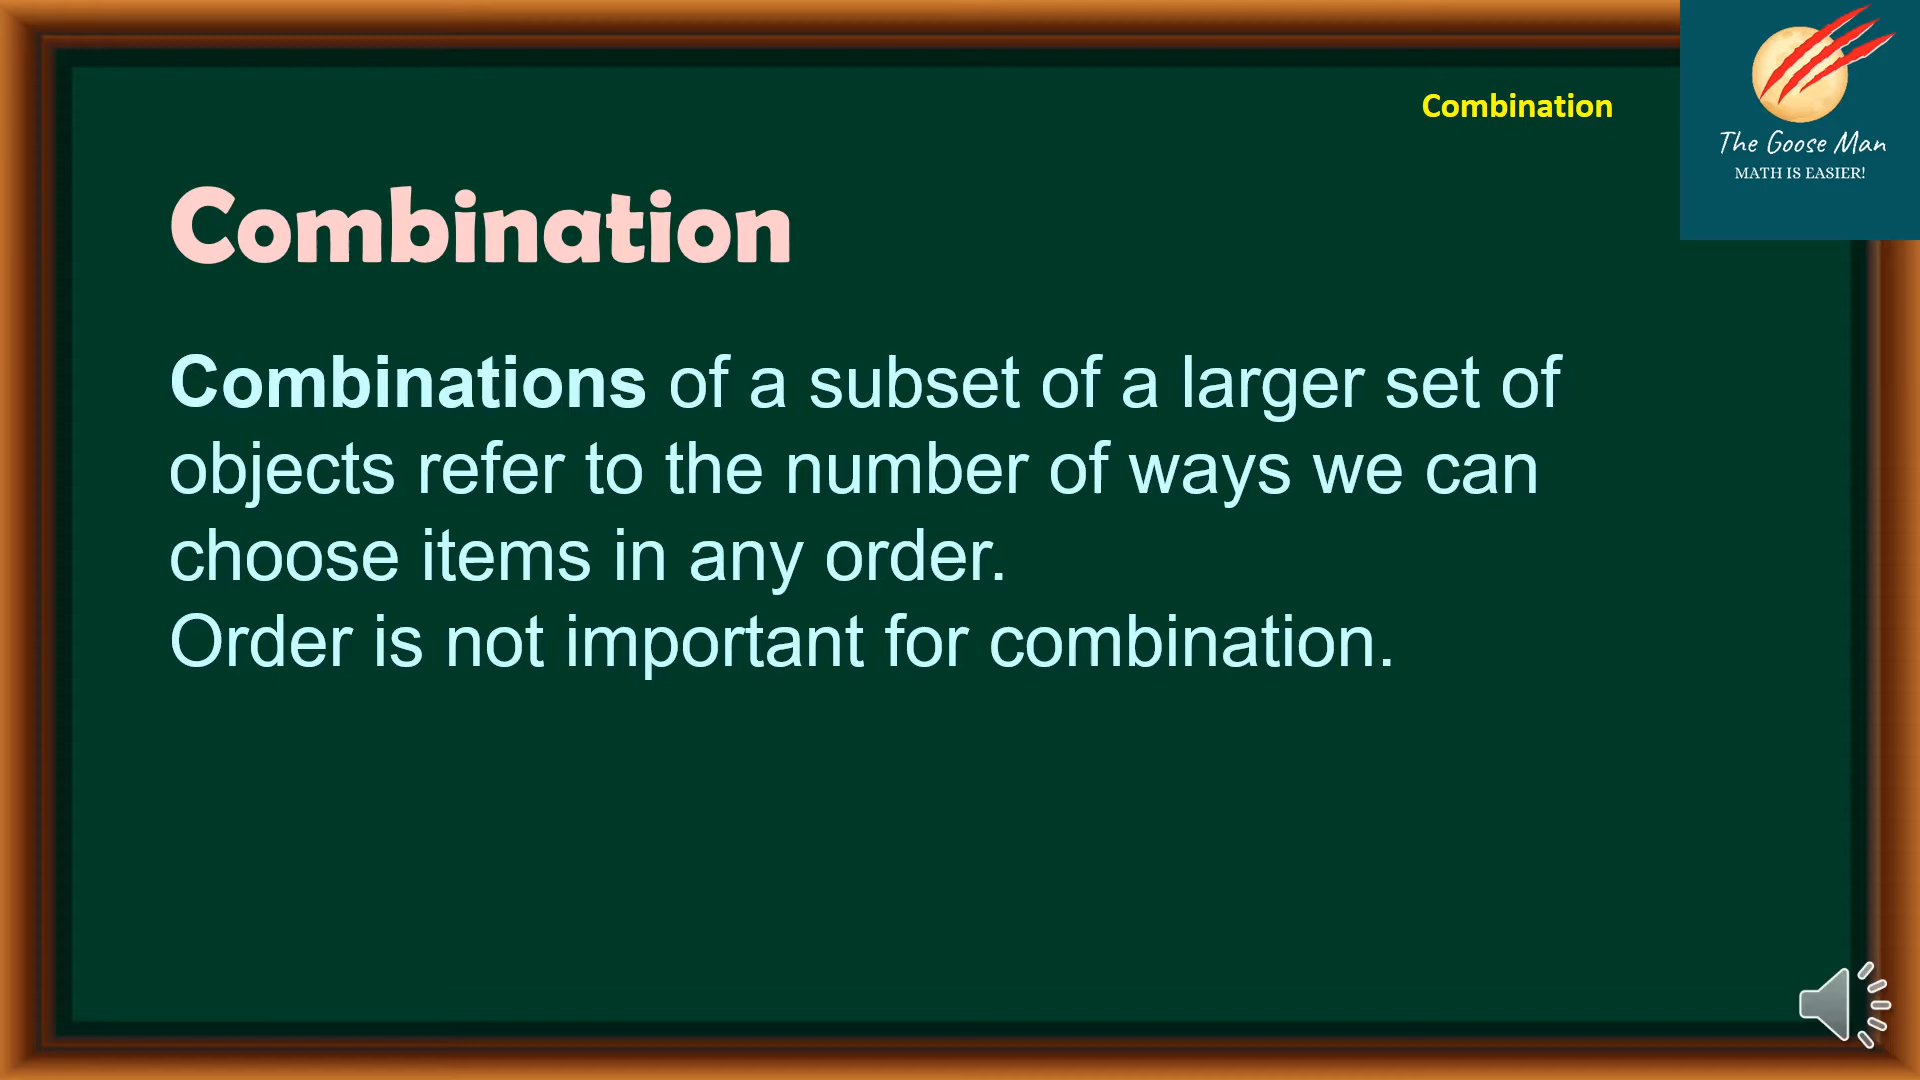 Combination
The Goose Man
MATH IS EASIER!
Combination
Combinations of a subset of a larger set of
objects refer to the number of ways we can
choose items in any order.
Order is not important for combination.